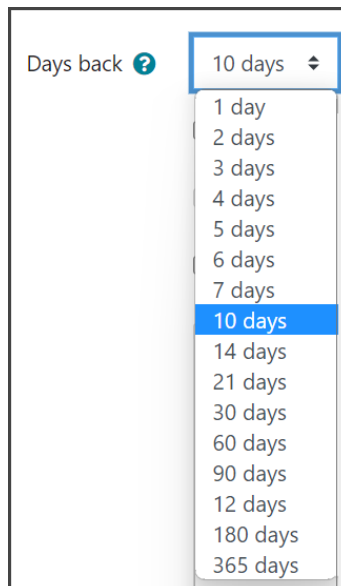 Days back ? 10 days
1 day
2 days
3 days
4 days
5 days
6 days
7 days
10 days
14 days
21 days
30 days
60 days
90 days
12 days
180 days
365 days